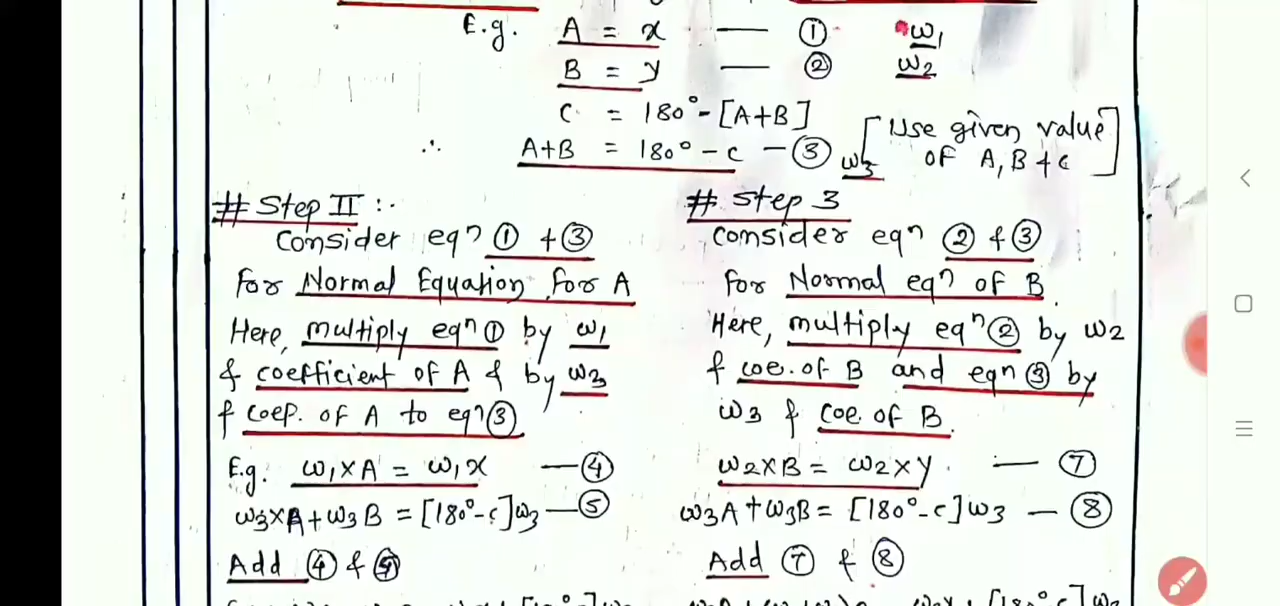 E.g. A = x — ① ω1
B = y — ② ω2
C = 180° - [A+B]
∴ A+B = 180° - c — ③ ω3 [Use given value of A, B & c]
# Step II :-
Consider eqn ① & ③
For Normal Equation For A
Here, multiply eqn ① by ω1
& coefficient of A & by ω3
& coef. of A to eqn ③
E.g. ω1 x A = ω1 x — ④
ω3 x A + ω3 B = [180° - c] ω3 — ⑤
Add ④ & ⑤
# Step 3
Consider eqn ② & ③
For Normal eqn of B.
Here, multiply eqn ② by ω2
& coe. of B and eqn ③ by
ω3 & coe. of B.
ω2 x B = ω2 x y. — ⑦
ω3 A + ω3 B = [180° - c] ω3 — ⑧
Add ⑦ & ⑧